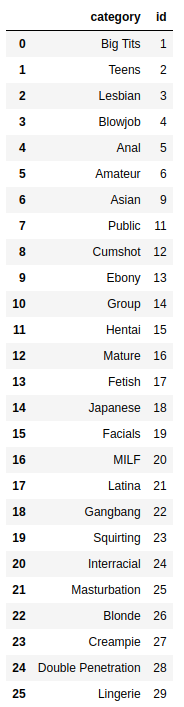 category id
0 Big Tits 1
1 Teens 2
2 Lesbian 3
3 Blowjob 4
4 Anal 5
5 Amateur 6
6 Asian 9
7 Public 11
8 Cumshot 12
9 Ebony 13
10 Group 14
11 Hentai 15
12 Mature 16
13 Fetish 17
14 Japanese 18
15 Facials 19
16 MILF 20
17 Latina 21
18 Gangbang 22
19 Squirting 23
20 Interracial 24
21 Masturbation 25
22 Blonde 26
23 Creampie 27
24 Double Penetration 28
25 Lingerie 29